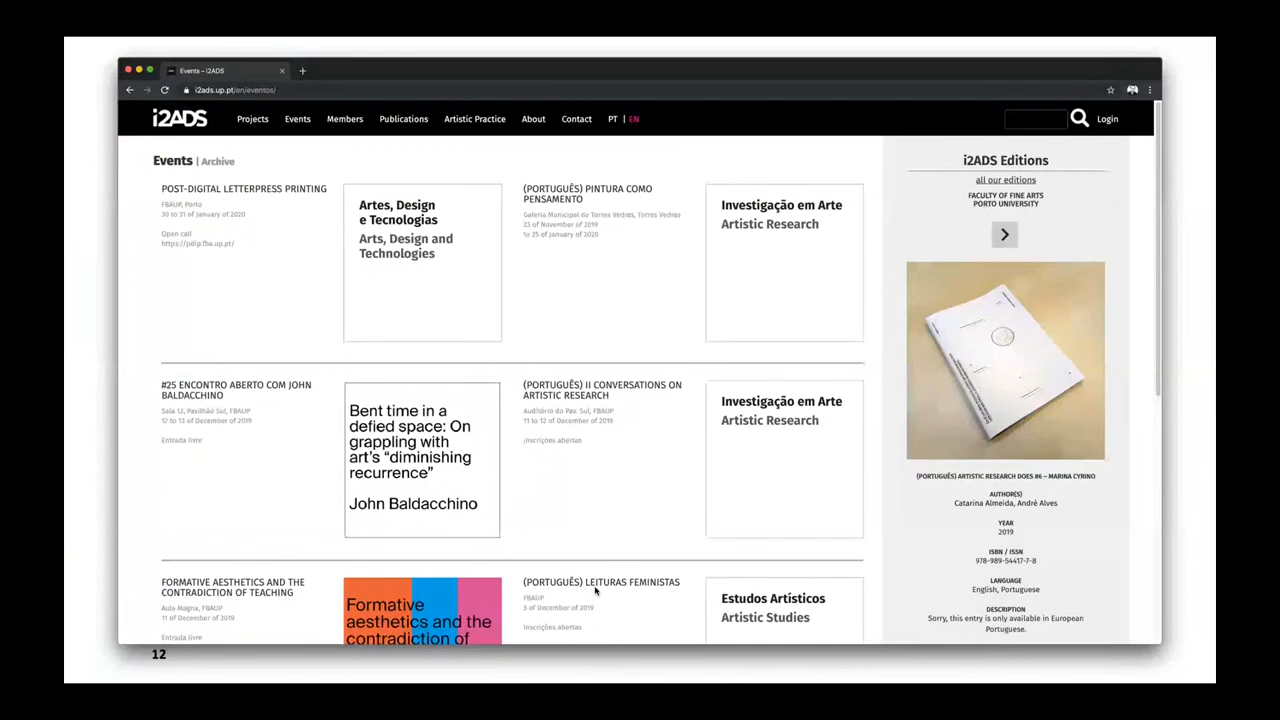 Events – i2ADS
i2ads.up.pt/en/eventos/
i2ADS
Projects
Events
Members
Publications
Artistic Practice
About
Contact
PT | EN
Login
Events | Archive
POST-DIGITAL LETTERPRESS PRINTING
FBAUP, Porto
30 to 31 of January of 2020
Open call
https://pdlp.fba.up.pt/
Artes, Design
e Tecnologias
Arts, Design and
Technologies
(PORTUGUÊS) PINTURA COMO
PENSAMENTO
Galeria Municipal de Torres Vedras, Torres Vedras
23 of November of 2019
to 25 of January of 2020
Investigação em Arte
Artistic Research
#25 ENCONTRO ABERTO COM JOHN
BALDACCHINO
Sala 12, Pavilhão Sul, FBAUP
12 to 13 of December of 2019
Entrada livre
Bent time in a
defied space: On
grappling with
art’s “diminishing
recurrence”
John Baldacchino
(PORTUGUÊS) II CONVERSATIONS ON
ARTISTIC RESEARCH
Auditório do Pav. Sul, FBAUP
11 to 12 of December of 2019
Inscrições abertas
Investigação em Arte
Artistic Research
FORMATIVE AESTHETICS AND THE
CONTRADICTION OF TEACHING
Aula Magna, FBAUP
11 of December of 2019
Entrada livre
Formative
aesthetics and the
contradiction of
(PORTUGUÊS) LEITURAS FEMINISTAS
FBAUP
3 of December of 2019
Inscrições abertas
Estudos Artísticos
Artistic Studies
i2ADS Editions
all our editions
FACULTY OF FINE ARTS
PORTO UNIVERSITY
(PORTUGUÊS) ARTISTIC RESEARCH DOES #6 – MARINA CYRINO
AUTHOR(S)
Catarina Almeida, André Alves
YEAR
2019
ISBN / ISSN
978-989-54417-7-8
LANGUAGE
English, Portuguese
DESCRIPTION
Sorry, this entry is only available in European
Portuguese.
12